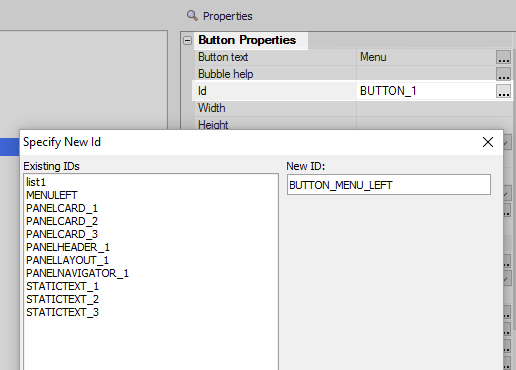 Properties
Button Properties
Button text Menu ...
Bubble help ...
Id BUTTON_1 ...
Width
Height
Specify New Id
Existing IDs
New ID:
list1
MENULEFT
PANELCARD_1
PANELCARD_2
PANELCARD_3
PANELHEADER_1
PANELLAYOUT_1
PANELNAVIGATOR_1
STATICTEXT_1
STATICTEXT_2
STATICTEXT_3
BUTTON_MENU_LEFT